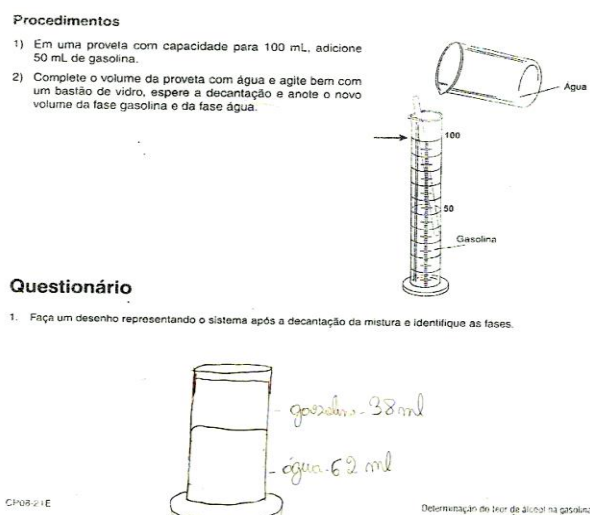 Procedimentos
1) Em uma proveta com capacidade para 100 mL, adicione
50 mL de gasolina.
2) Complete o volume da proveta com água e agite bem com
um bastão de vidro, espere a decantação e anote o novo
volume da fase gasolina e da fase água.
Água
100
50
Gasolina
Questionário
1. Faça um desenho representando o sistema após a decantação da mistura e identifique as fases.
- gasolina - 38 ml
- água - 62 ml
CP08-21E
Determinação do teor de álcool na gasolina